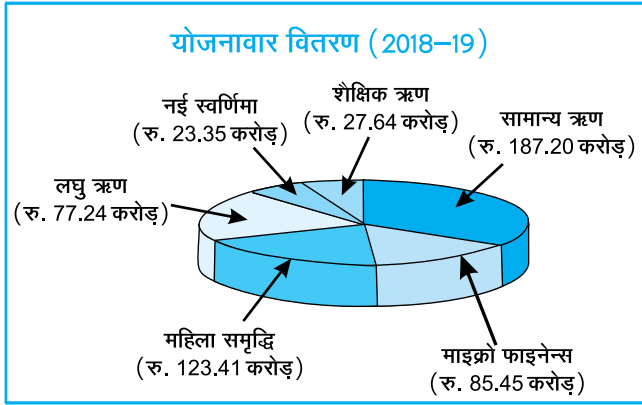 योजनावार वितरण (2018–19)
नई स्वर्णिमा
(रु. 23.35 करोड़)
शैक्षिक ऋण
(रु. 27.64 करोड़)
सामान्य ऋण
(रु. 187.20 करोड़)
लघु ऋण
(रु. 77.24 करोड़)
महिला समृद्धि
(रु. 123.41 करोड़)
माइक्रो फाइनेन्स
(रु. 85.45 करोड़)